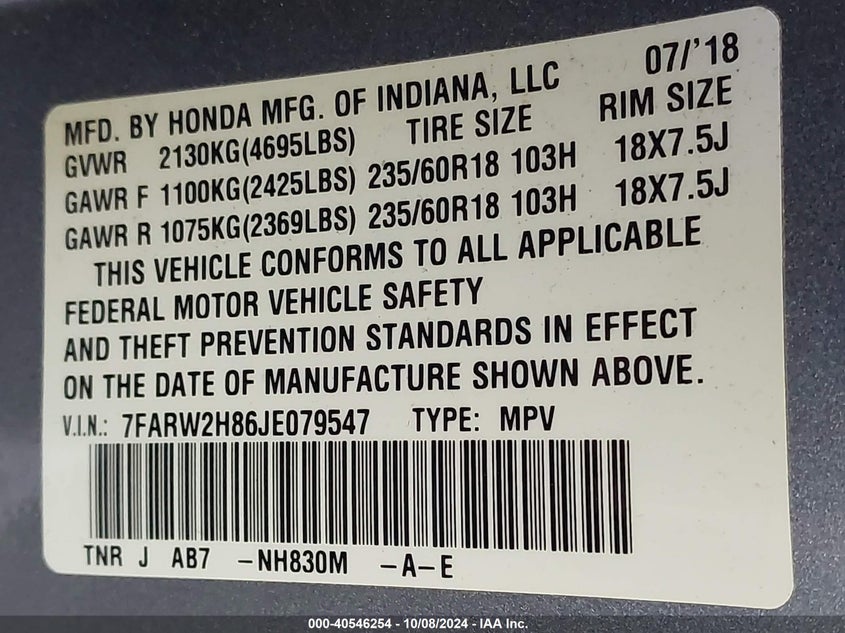 07/'18
MFD. BY HONDA MFG. OF INDIANA, LLC
GVWR 2130KG(4695LBS) TIRE SIZE RIM SIZE
GAWR F 1100KG(2425LBS) 235/60R18 103H 18X7.5J
GAWR R 1075KG(2369LBS) 235/60R18 103H 18X7.5J
THIS VEHICLE CONFORMS TO ALL APPLICABLE
FEDERAL MOTOR VEHICLE SAFETY
AND THEFT PREVENTION STANDARDS IN EFFECT
ON THE DATE OF MANUFACTURE SHOWN ABOVE.
V.I.N.: 7FARW2H86JE079547 TYPE: MPV
TNR J AB7 -NH830M -A-E
000-40546254 - 10/08/2024 - IAA Inc.